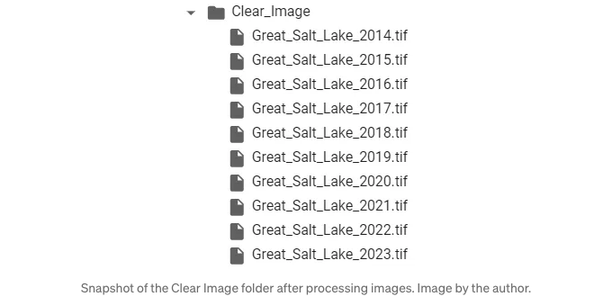 Clear_Image
Great_Salt_Lake_2014.tif
Great_Salt_Lake_2015.tif
Great_Salt_Lake_2016.tif
Great_Salt_Lake_2017.tif
Great_Salt_Lake_2018.tif
Great_Salt_Lake_2019.tif
Great_Salt_Lake_2020.tif
Great_Salt_Lake_2021.tif
Great_Salt_Lake_2022.tif
Great_Salt_Lake_2023.tif
Snapshot of the Clear Image folder after processing images. Image by the author.